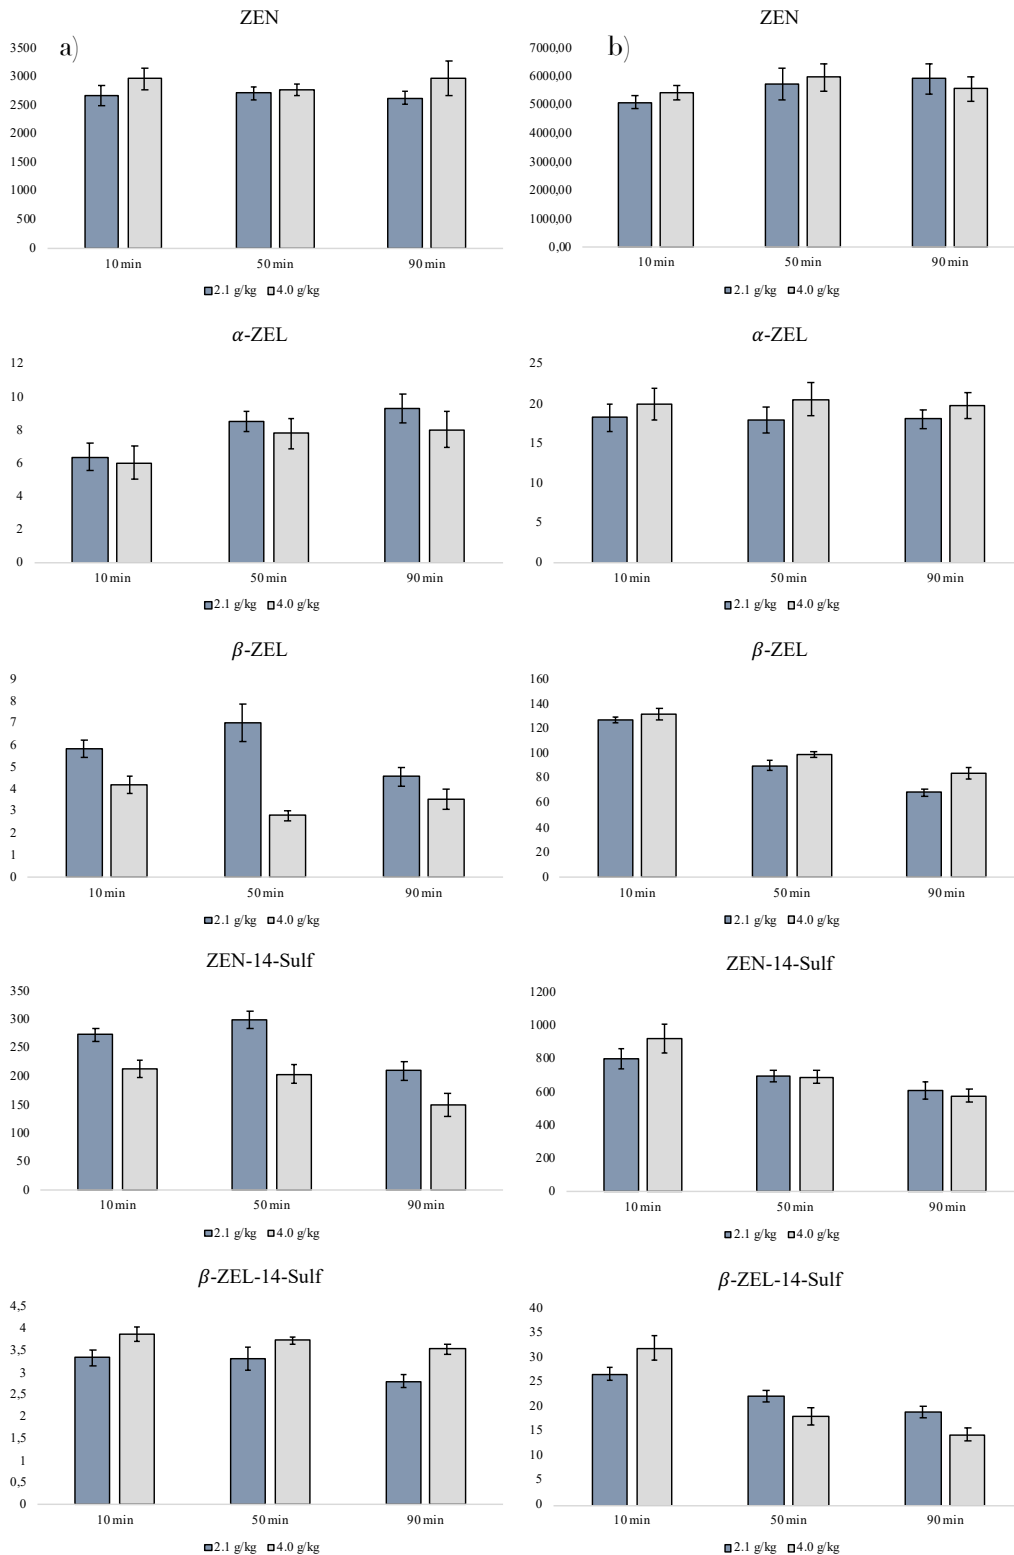 ZEN
a)
3500
3000
2500
2000
1500
1000
500
0
10 min 50 min 90 min
2.1 g/kg 4.0 g/kg
ZEN
b)
7000,00
6000,00
5000,00
4000,00
3000,00
2000,00
1000,00
0,00
10 min 50 min 90 min
2.1 g/kg 4.0 g/kg
α-ZEL
12
10
8
6
4
2
0
10 min 50 min 90 min
2.1 g/kg 4.0 g/kg
α-ZEL
25
20
15
10
5
0
10 min 50 min 90 min
2.1 g/kg 4.0 g/kg
β-ZEL
9
8
7
6
5
4
3
2
1
0
10 min 50 min 90 min
2.1 g/kg 4.0 g/kg
β-ZEL
160
140
120
100
80
60
40
20
0
10 min 50 min 90 min
2.1 g/kg 4.0 g/kg
ZEN-14-Sulf
350
300
250
200
150
100
50
0
10 min 50 min 90 min
2.1 g/kg 4.0 g/kg
ZEN-14-Sulf
1200
1000
800
600
400
200
0
10 min 50 min 90 min
2.1 g/kg 4.0 g/kg
β-ZEL-14-Sulf
4,5
4
3,5
3
2,5
2
1,5
1
0,5
0
10 min 50 min 90 min
2.1 g/kg 4.0 g/kg
β-ZEL-14-Sulf
40
35
30
25
20
15
10
5
0
10 min 50 min 90 min
2.1 g/kg 4.0 g/kg